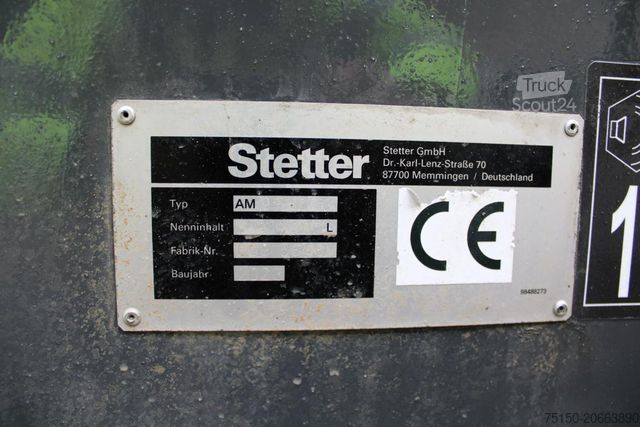 Truck
Scout24
Stetter
Stetter GmbH
Dr.-Karl-Lenz-Straße 70
87700 Memmingen / Deutschland
Typ AM
Nenninhalt L
Fabrik-Nr.
Baujahr
CE
98488273
1
75150-20663890